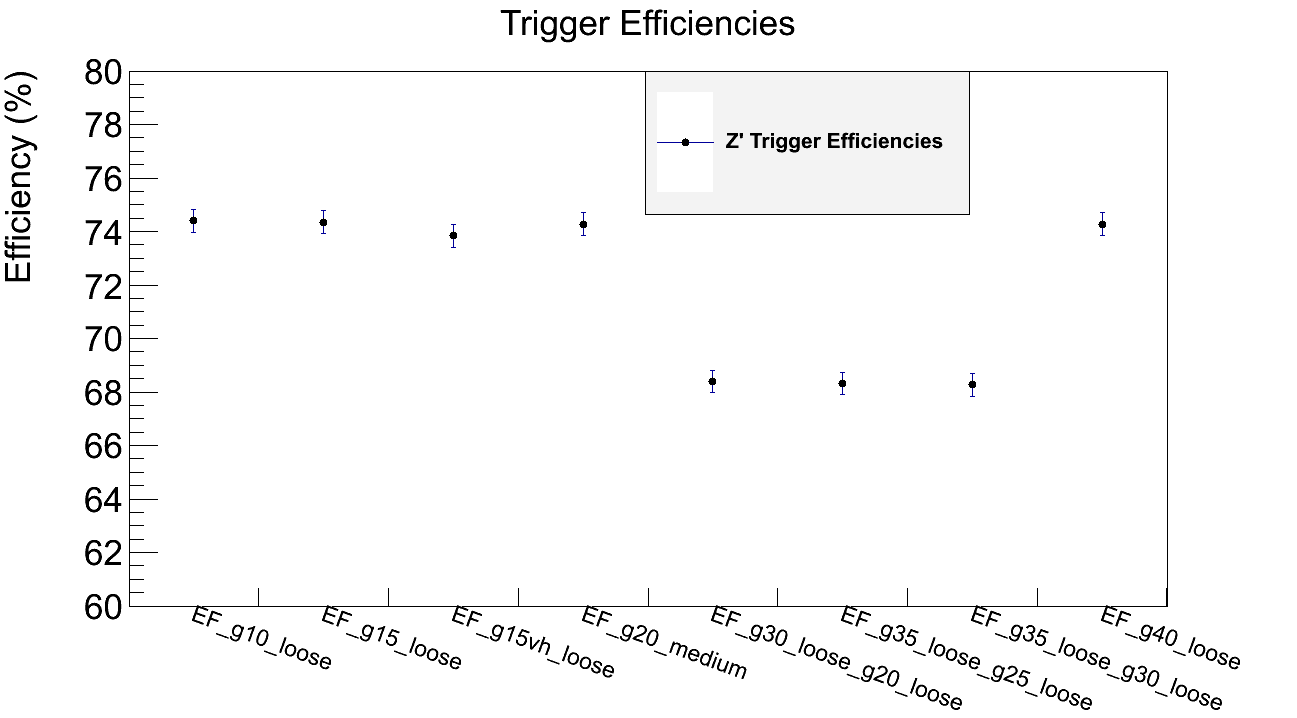 Trigger Efficiencies
Efficiency (%)
80
78
76
74
72
70
68
66
64
62
60
Z' Trigger Efficiencies
EF_g10_loose
EF_g15_loose
EF_g15vh_loose
EF_g20_medium
EF_g30_loose_g20_loose
EF_g35_loose_g25_loose
EF_g35_loose_g30_loose
EF_g40_loose